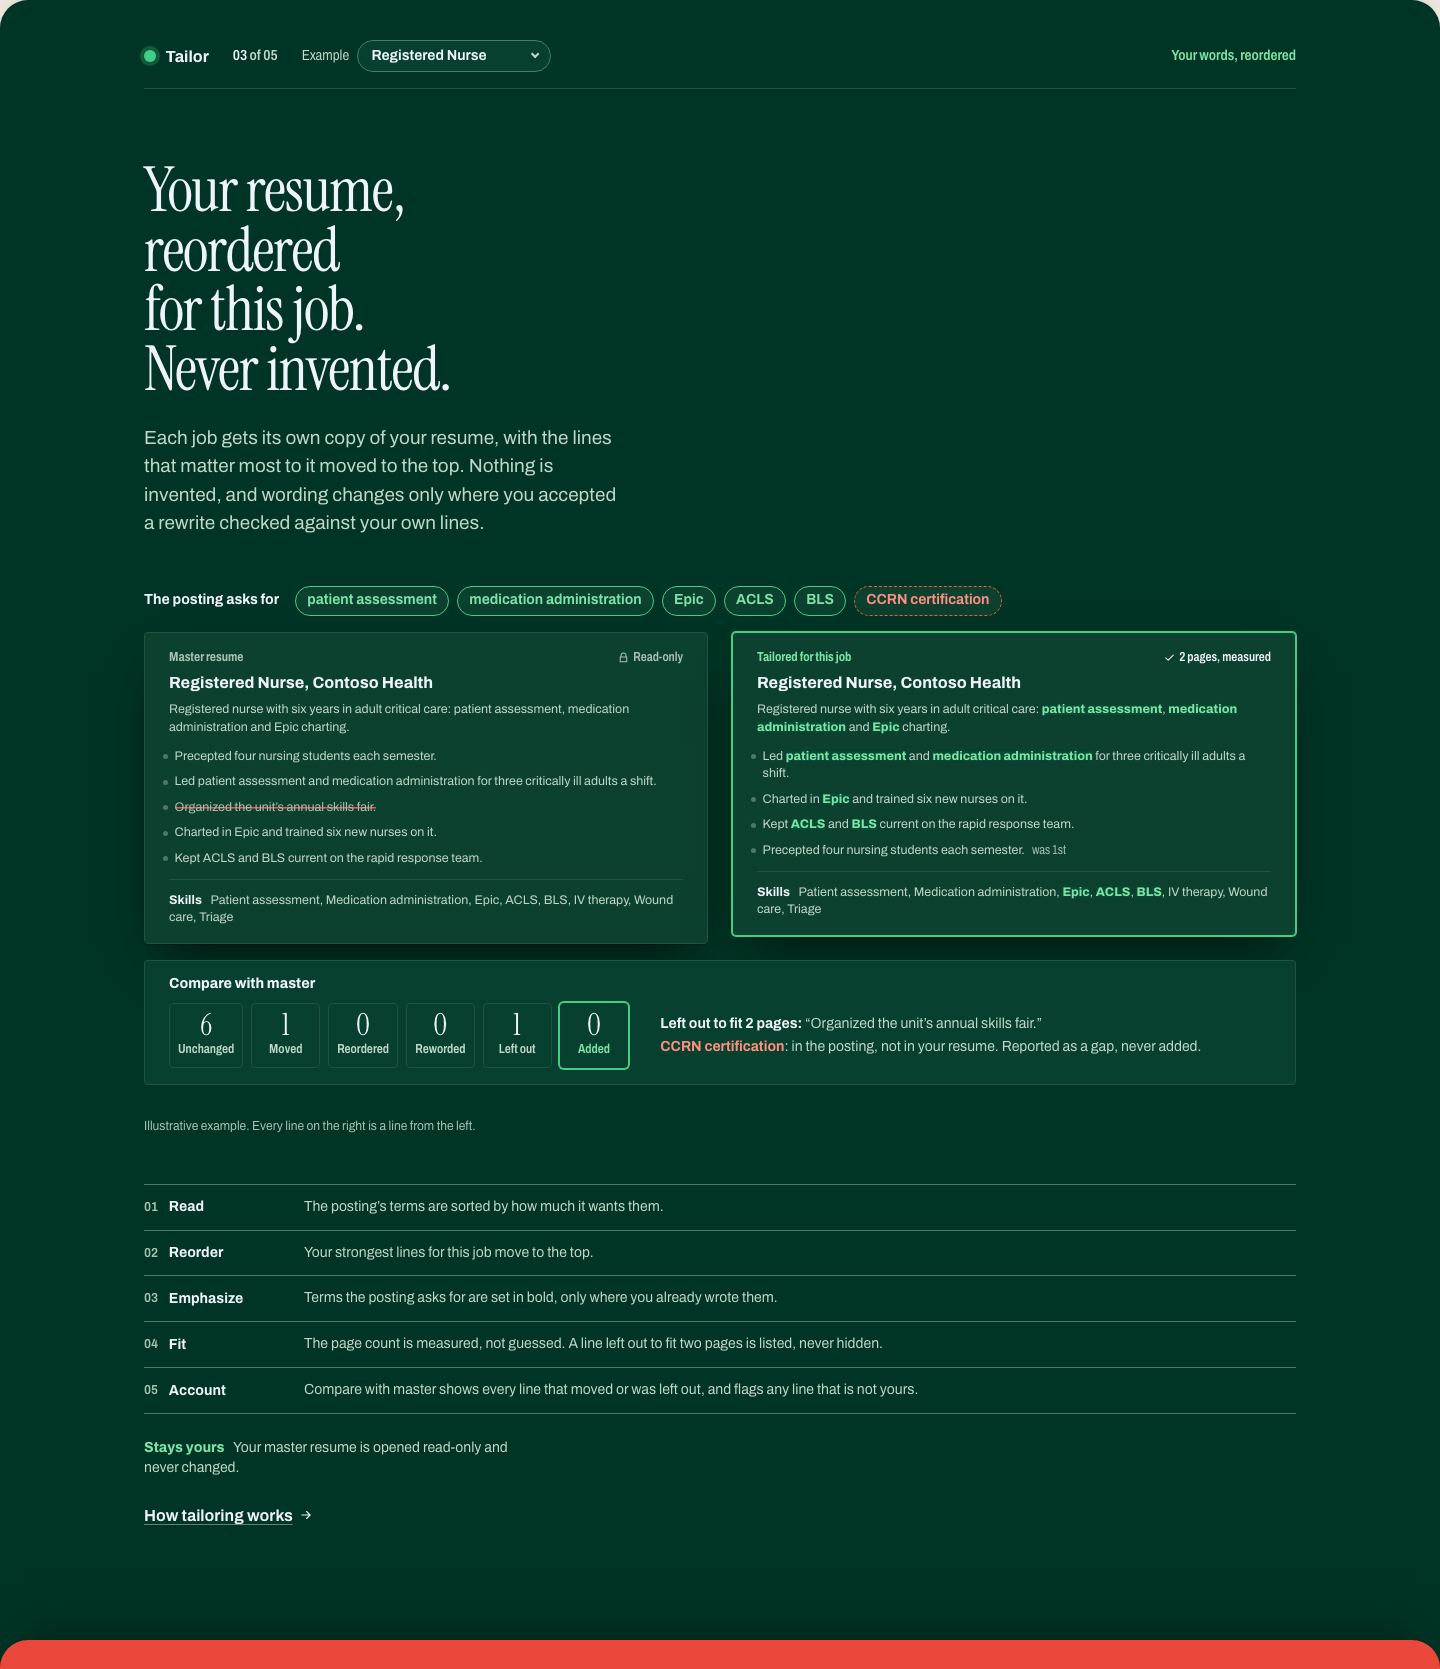 Tailor
03 of 05
Example
Registered Nurse
Your words, reordered
Your resume,
reordered
for this job.
Never invented.
Each job gets its own copy of your resume, with the lines
that matter most to it moved to the top. Nothing is
invented, and wording changes only where you accepted
a rewrite checked against your own lines.
The posting asks for
patient assessment
medication administration
Epic
ACLS
BLS
CCRN certification
Master resume
Read-only
Registered Nurse, Contoso Health
Registered nurse with six years in adult critical care: patient assessment, medication
administration and Epic charting.
Precepted four nursing students each semester.
Led patient assessment and medication administration for three critically ill adults a shift.
Organized the unit’s annual skills fair.
Charted in Epic and trained six new nurses on it.
Kept ACLS and BLS current on the rapid response team.
Skills Patient assessment, Medication administration, Epic, ACLS, BLS, IV therapy, Wound
care, Triage
Tailored for this job
2 pages, measured
Registered Nurse, Contoso Health
Registered nurse with six years in adult critical care: patient assessment, medication
administration and Epic charting.
Led patient assessment and medication administration for three critically ill adults a
shift.
Charted in Epic and trained six new nurses on it.
Kept ACLS and BLS current on the rapid response team.
Precepted four nursing students each semester. was 1st
Skills Patient assessment, Medication administration, Epic, ACLS, BLS, IV therapy, Wound
care, Triage
Compare with master
6
Unchanged
1
Moved
0
Reordered
0
Reworded
1
Left out
0
Added
Left out to fit 2 pages: “Organized the unit’s annual skills fair.”
CCRN certification: in the posting, not in your resume. Reported as a gap, never added.
Illustrative example. Every line on the right is a line from the left.
01 Read The posting’s terms are sorted by how much it wants them.
02 Reorder Your strongest lines for this job move to the top.
03 Emphasize Terms the posting asks for are set in bold, only where you already wrote them.
04 Fit The page count is measured, not guessed. A line left out to fit two pages is listed, never hidden.
05 Account Compare with master shows every line that moved or was left out, and flags any line that is not yours.
Stays yours Your master resume is opened read-only and
never changed.
How tailoring works →